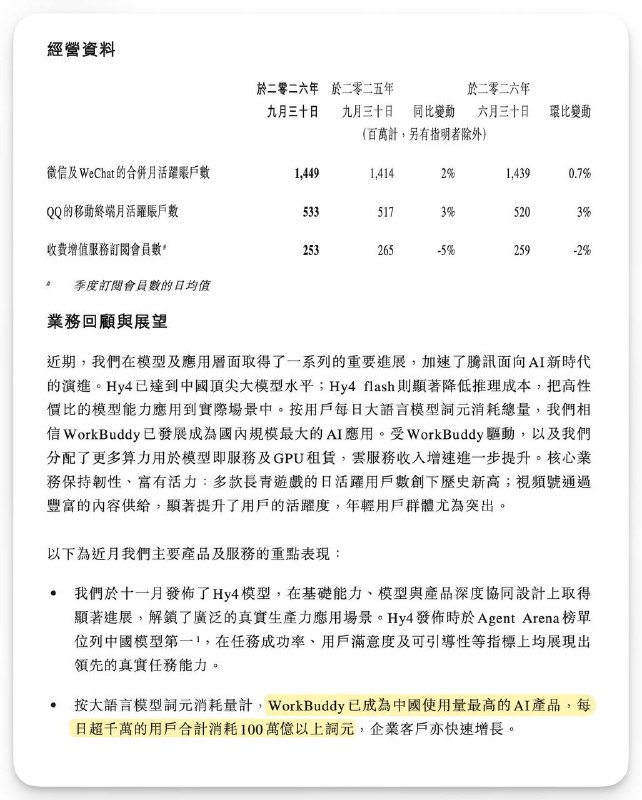 經營資料
於二零二六年 於二零二五年 於二零二六年
九月三十日 九月三十日 同比變動 六月三十日 環比變動
(百萬計,另有指明者除外)
微信及WeChat的合併月活躍賬戶數 1,449 1,414 2% 1,439 0.7%
QQ的移動終端月活躍賬戶數 533 517 3% 520 3%
收費增值服務訂閱會員數# 253 265 -5% 259 -2%
# 季度訂閱會員數的日均值
業務回顧與展望
近期,我們在模型及應用層面取得了一系列的重要進展,加速了騰訊面向AI新時代
的演進。Hy4已達到中國頂尖大模型水平;Hy4 flash則顯著降低推理成本,把高性
價比的模型能力應用到實際場景中。按用戶每日大語言模型詞元消耗總量,我們相
信WorkBuddy已發展成為國內規模最大的AI應用。受WorkBuddy驅動,以及我們
分配了更多算力用於模型即服務及GPU租賃,雲服務收入增速進一步提升。核心業
務保持韌性、富有活力:多款長青遊戲的日活躍用戶數創下歷史新高;視頻號通過
豐富的內容供給,顯著提升了用戶的活躍度,年輕用戶群體尤為突出。
以下為近月我們主要產品及服務的重點表現:
• 我們於十一月發佈了Hy4模型,在基礎能力、模型與產品深度協同設計上取得
顯著進展,解鎖了廣泛的真實生產力應用場景。Hy4發佈時於Agent Arena榜單
位列中國模型第一1,在任務成功率、用戶滿意度及可引導性等指標上均展現出
領先的真實任務能力。
• 按大語言模型詞元消耗量計,WorkBuddy已成為中國使用量最高的AI產品,每
日超千萬的用戶合計消耗100萬億以上詞元,企業客戶亦快速增長。